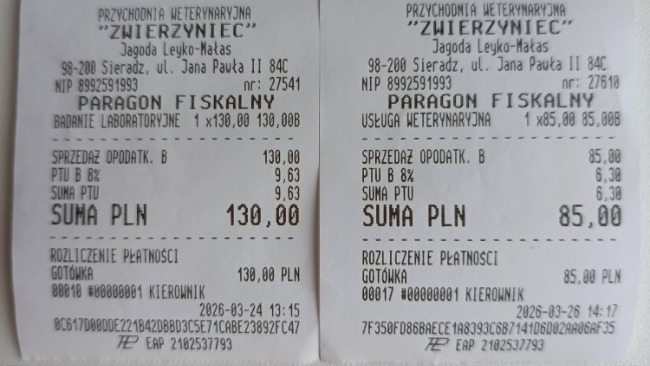 PRZYCHODNIA WETERYNARYJNA
"ZWIERZYNIEC"
Jagoda Leyko-Małas
98-200 Sieradz, ul. Jana Pawła II 84C
NIP 8992591993 nr: 27541
PARAGON FISKALNY
BADANIE LABORATORYJNE 1 x130,00 130,00B
SPRZEDAŻ OPODATK. B 130,00
PTU B 8% 9,63
SUMA PTU 9,63
SUMA PLN 130,00
ROZLICZENIE PŁATNOŚCI
GOTÓWKA 130,00 PLN
00010 #00000001 KIEROWNIK
2026-03-24 13:15
0C617D00DDE221B42DBBD3C5E71CABE23892FC47
EAP 2102537793
PRZYCHODNIA WETERYNARYJNA
"ZWIERZYNIEC"
Jagoda Leyko-Małas
98-200 Sieradz, ul. Jana Pawła II 84C
NIP 8992591993 nr: 27610
PARAGON FISKALNY
USŁUGA WETERYNARYJNA 1 x85,00 85,00B
SPRZEDAŻ OPODATK. B 85,00
PTU B 8% 6,30
SUMA PTU 6,30
SUMA PLN 85,00
ROZLICZENIE PŁATNOŚCI
GOTÓWKA 85,00 PLN
00017 #00000001 KIEROWNIK
2026-03-26 14:17
7F350FD86BAECE1A8393C6B7141D6D02AA06AF35
EAP 2102537793